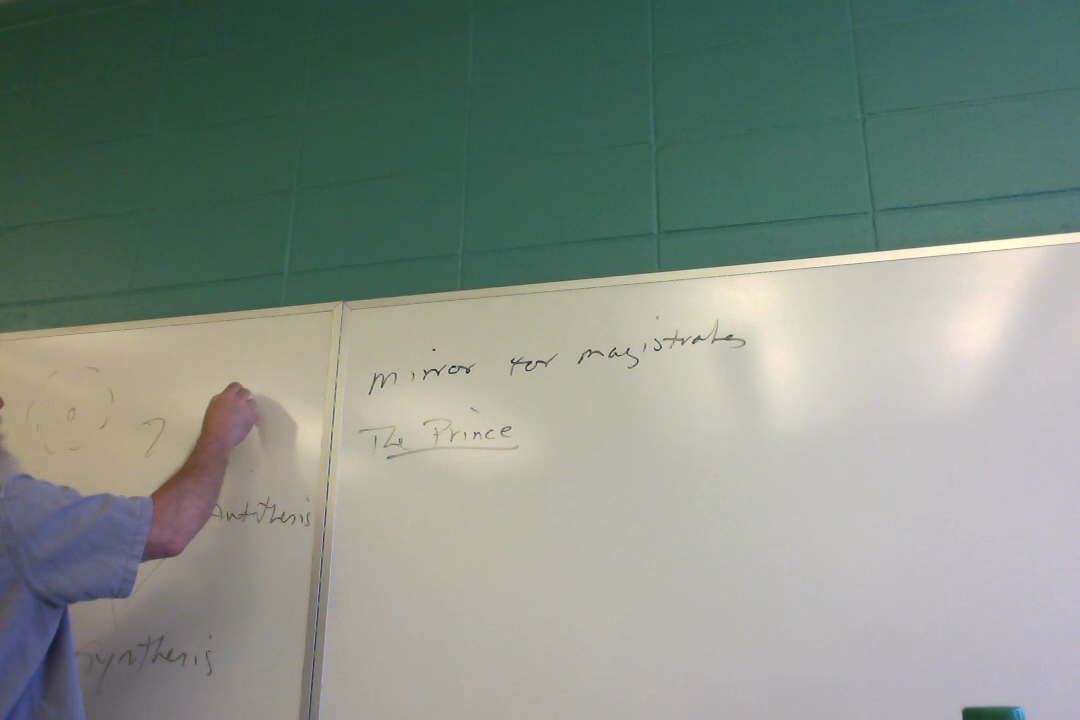 mirror for magistrates
The Prince
?
Antithesis
Synthesis